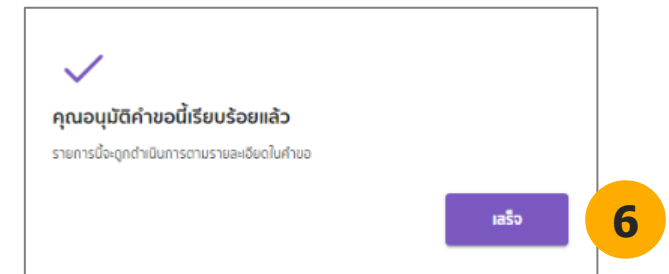 คุณอนุมัติคำขอนี้เรียบร้อยแล้ว
รายการนี้จะถูกดำเนินการตามรายละเอียดในคำขอ
เสร็จ
6